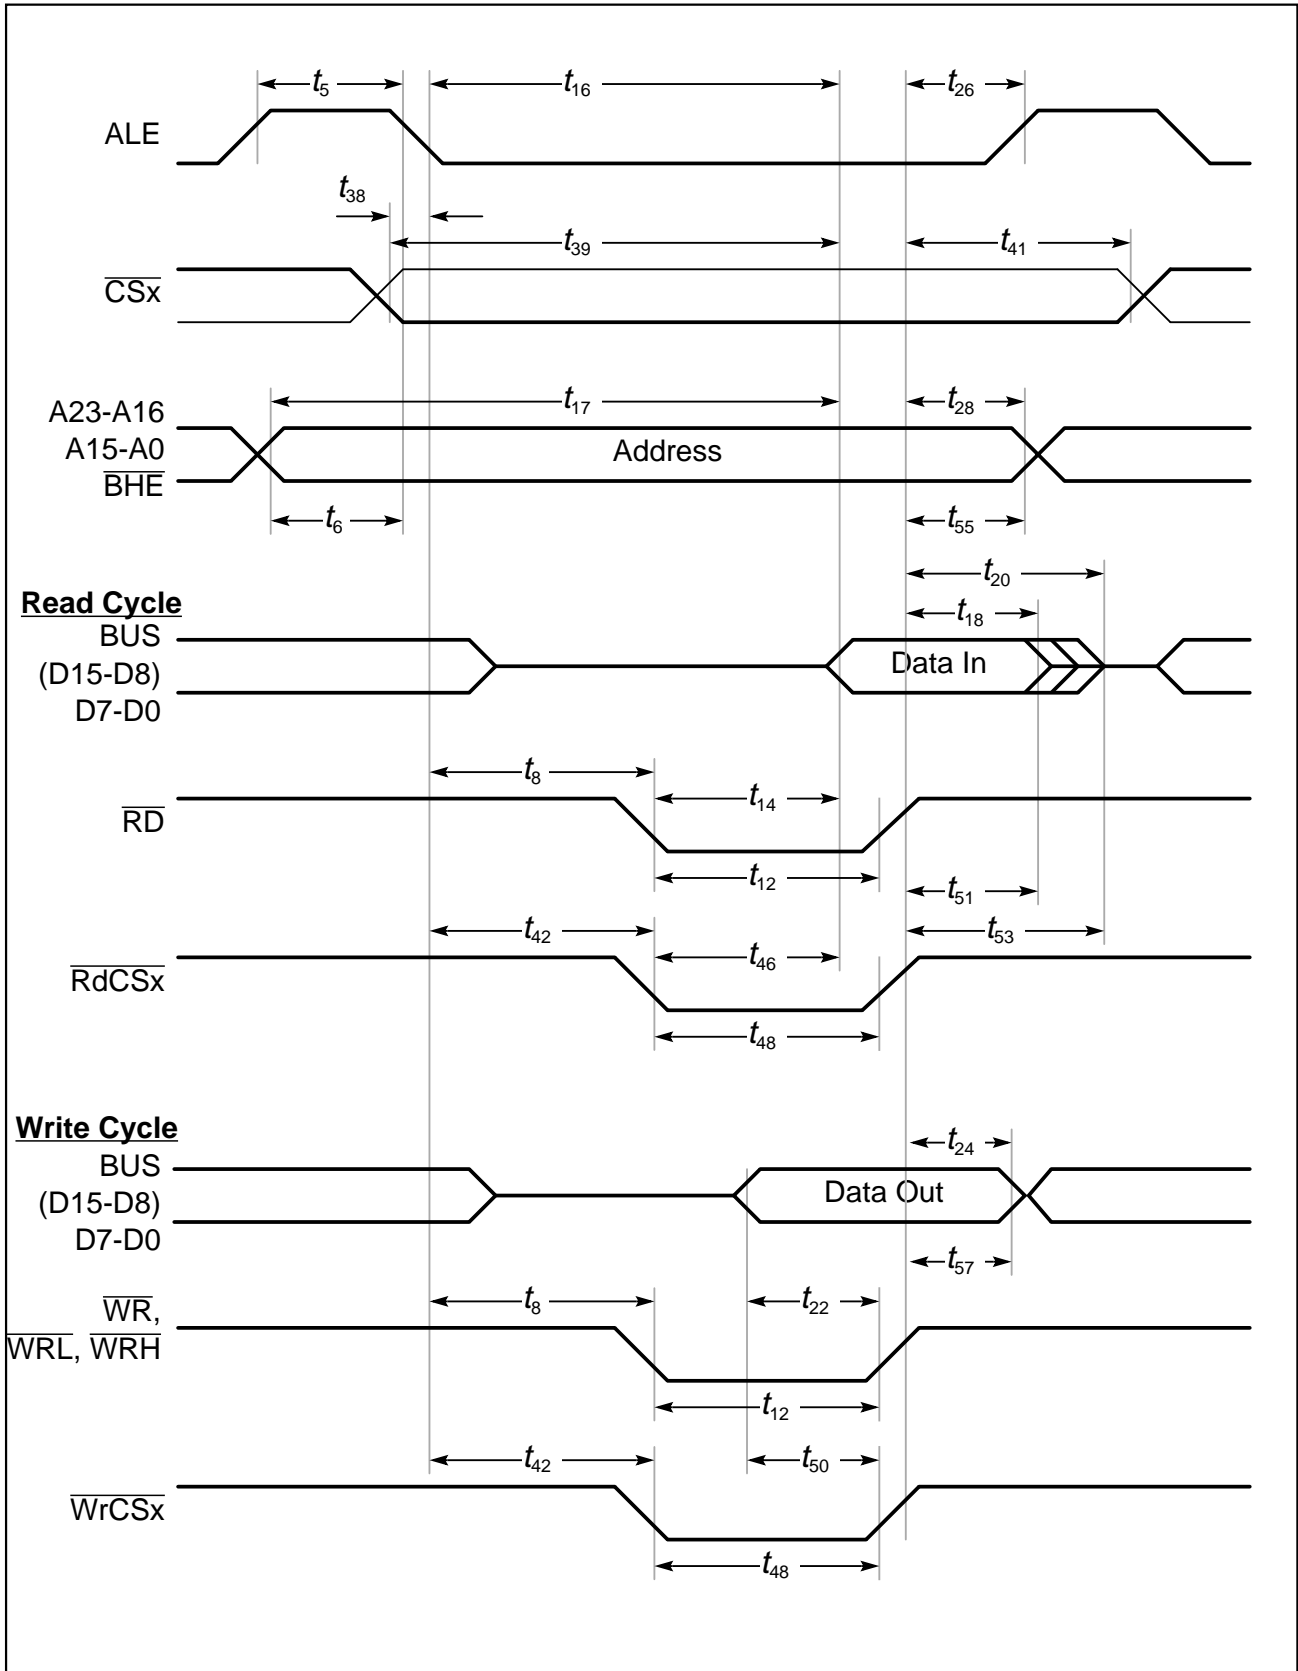 t5 t16 t26
ALE
t38
t39 t41
CSx
t17 t28
A23-A16
A15-A0 Address
BHE
t6 t55
t20
Read Cycle t18
BUS
(D15-D8) Data In
D7-D0
t8 t14
RD
t12 t51
t42 t46 t53
RdCSx
t48
Write Cycle t24
BUS
(D15-D8) Data Out
D7-D0 t57
t8 t22
WR,
WRL, WRH
t12
t42 t50
WrCSx
t48